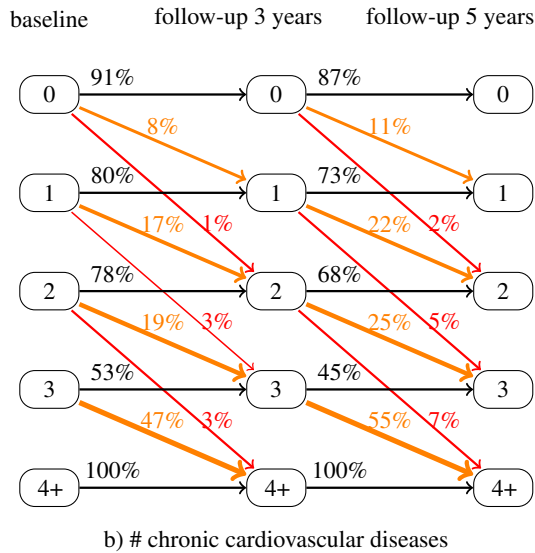 baseline follow-up 3 years follow-up 5 years
91% 87%
0 0 0
8% 11%
80% 73%
1 1 1
17% 1% 22% 2%
78% 68%
2 2 2
19% 3% 25% 5%
53% 45%
3 3 3
47% 3% 55% 7%
100% 100%
4+ 4+ 4+
b) # chronic cardiovascular diseases